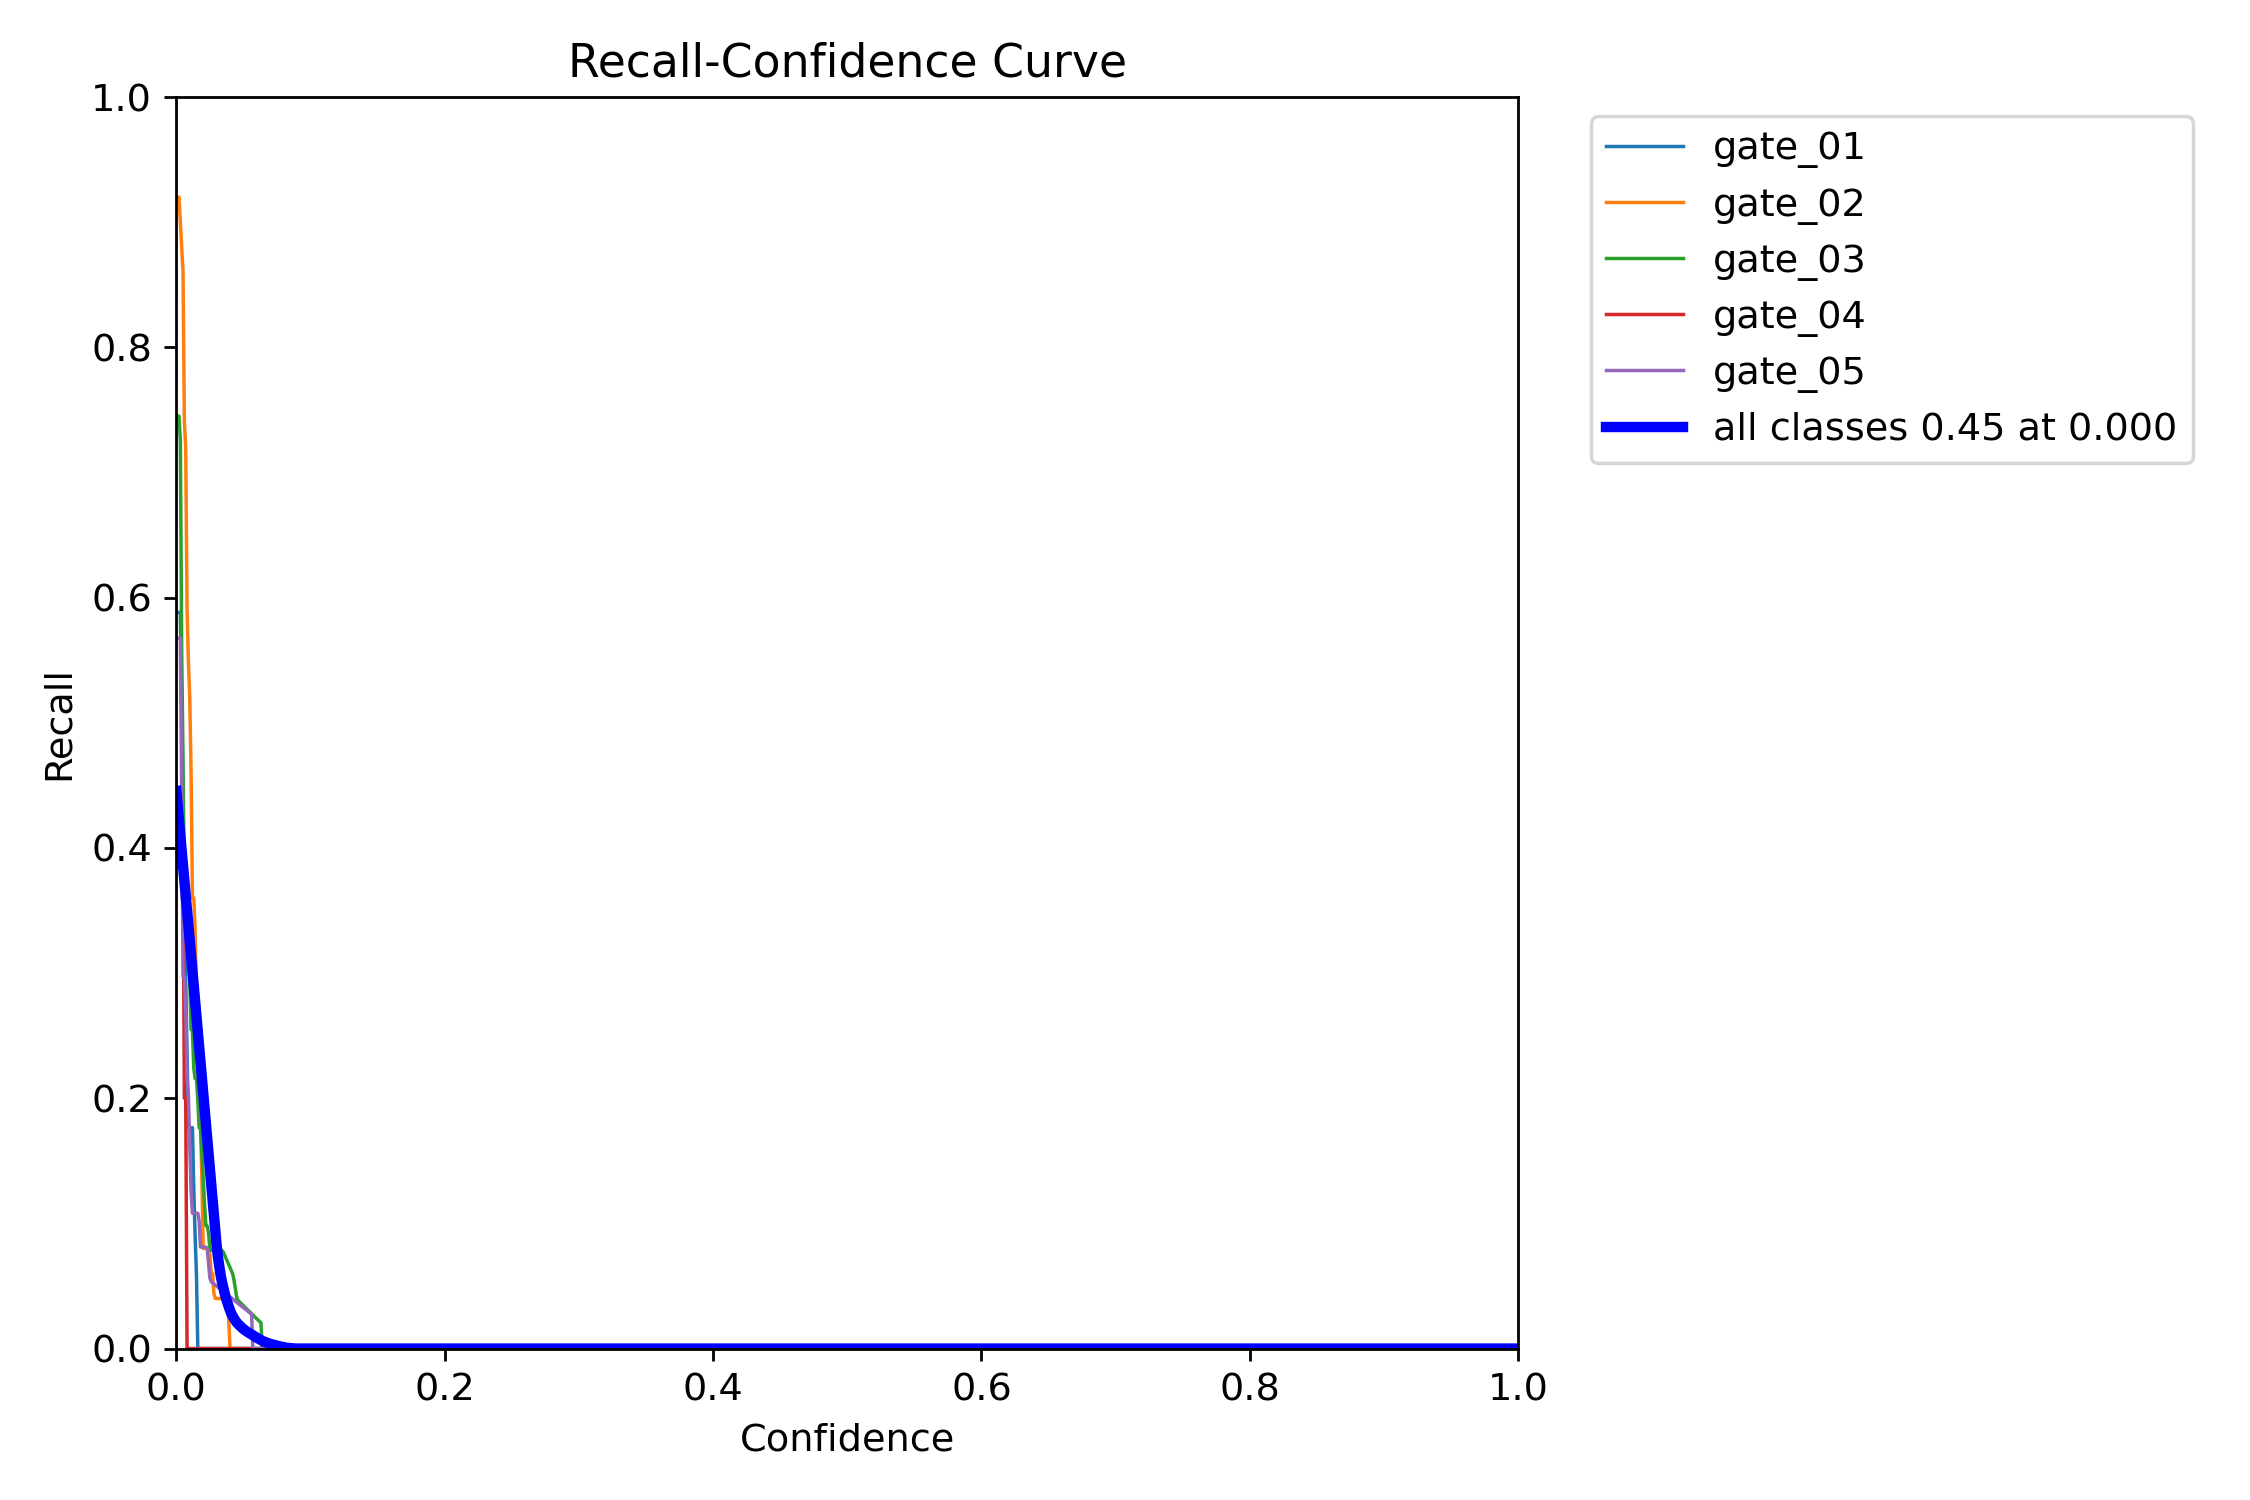 Recall-Confidence Curve
1.0
0.8
0.6
0.4
0.2
0.0
Recall
0.0 0.2 0.4 0.6 0.8 1.0
Confidence
gate_01
gate_02
gate_03
gate_04
gate_05
all classes 0.45 at 0.000